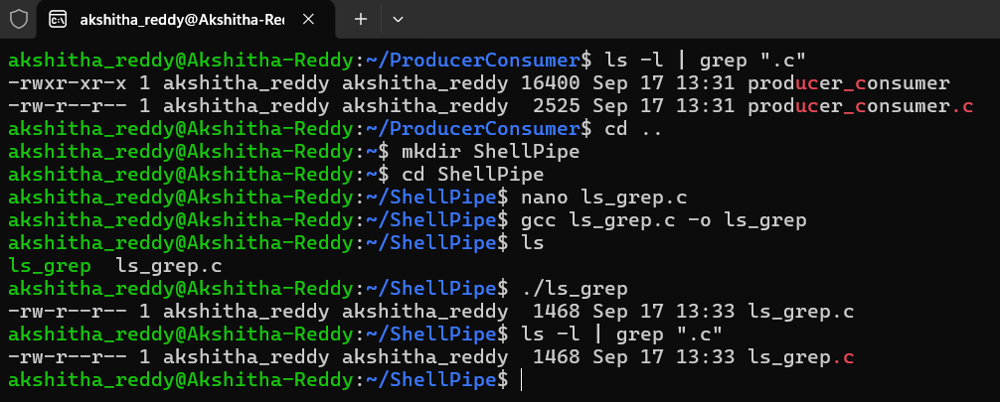 akshitha_reddy@Akshitha-Re
akshitha_reddy@Akshitha-Reddy:~/ProducerConsumer$ ls -l | grep ".c"
-rwxr-xr-x 1 akshitha_reddy akshitha_reddy 16400 Sep 17 13:31 producer_consumer
-rw-r--r-- 1 akshitha_reddy akshitha_reddy  2525 Sep 17 13:31 producer_consumer.c
akshitha_reddy@Akshitha-Reddy:~/ProducerConsumer$ cd ..
akshitha_reddy@Akshitha-Reddy:~$ mkdir ShellPipe
akshitha_reddy@Akshitha-Reddy:~$ cd ShellPipe
akshitha_reddy@Akshitha-Reddy:~/ShellPipe$ nano ls_grep.c
akshitha_reddy@Akshitha-Reddy:~/ShellPipe$ gcc ls_grep.c -o ls_grep
akshitha_reddy@Akshitha-Reddy:~/ShellPipe$ ls
ls_grep  ls_grep.c
akshitha_reddy@Akshitha-Reddy:~/ShellPipe$ ./ls_grep
-rw-r--r-- 1 akshitha_reddy akshitha_reddy  1468 Sep 17 13:33 ls_grep.c
akshitha_reddy@Akshitha-Reddy:~/ShellPipe$ ls -l | grep ".c"
-rw-r--r-- 1 akshitha_reddy akshitha_reddy  1468 Sep 17 13:33 ls_grep.c
akshitha_reddy@Akshitha-Reddy:~/ShellPipe$